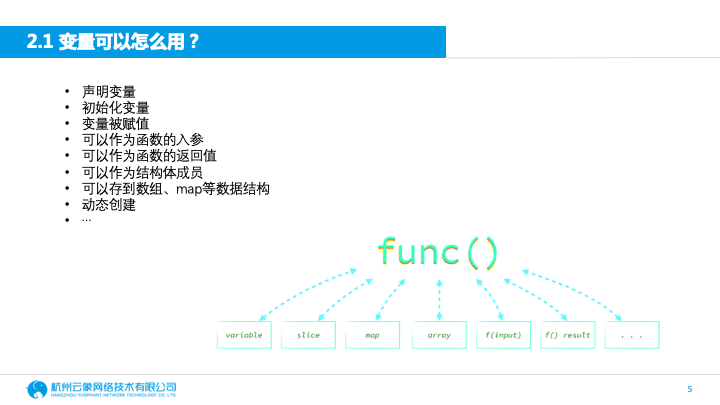 2.1 变量可以怎么用？
• 声明变量
• 初始化变量
• 变量被赋值
• 可以作为函数的入参
• 可以作为函数的返回值
• 可以作为结构体成员
• 可以存到数组、map等数据结构
• 动态创建
• …
func()
variable slice map array f(input) f() result . . .
杭州云象网络技术有限公司
HANGZHOU YUNPHANT NETWORK TECHNOLOGY CO. LTD
5